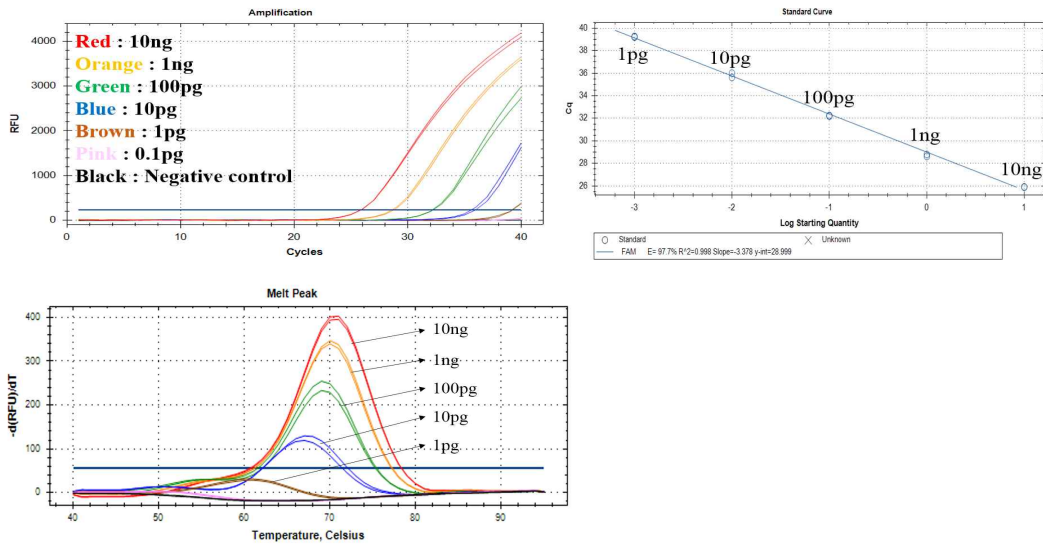 Amplification
4000
3000
2000
1000
0
RFU
0
10
20
30
40
Cycles
Red : 10ng
Orange : 1ng
Green : 100pg
Blue : 10pg
Brown : 1pg
Pink : 0.1pg
Black : Negative control
Standard Curve
40
38
36
34
32
30
28
26
Cq
1pg
10pg
100pg
1ng
10ng
-3
-2
-1
0
1
Log Starting Quantity
Standard
Unknown
FAM E= 97.7% R^2=0.998 Slope=-3.378 y-int=28.999
Melt Peak
400
300
200
100
0
-d(RFU)/dT
10ng
1ng
100pg
10pg
1pg
40
50
60
70
80
90
Temperature, Celsius